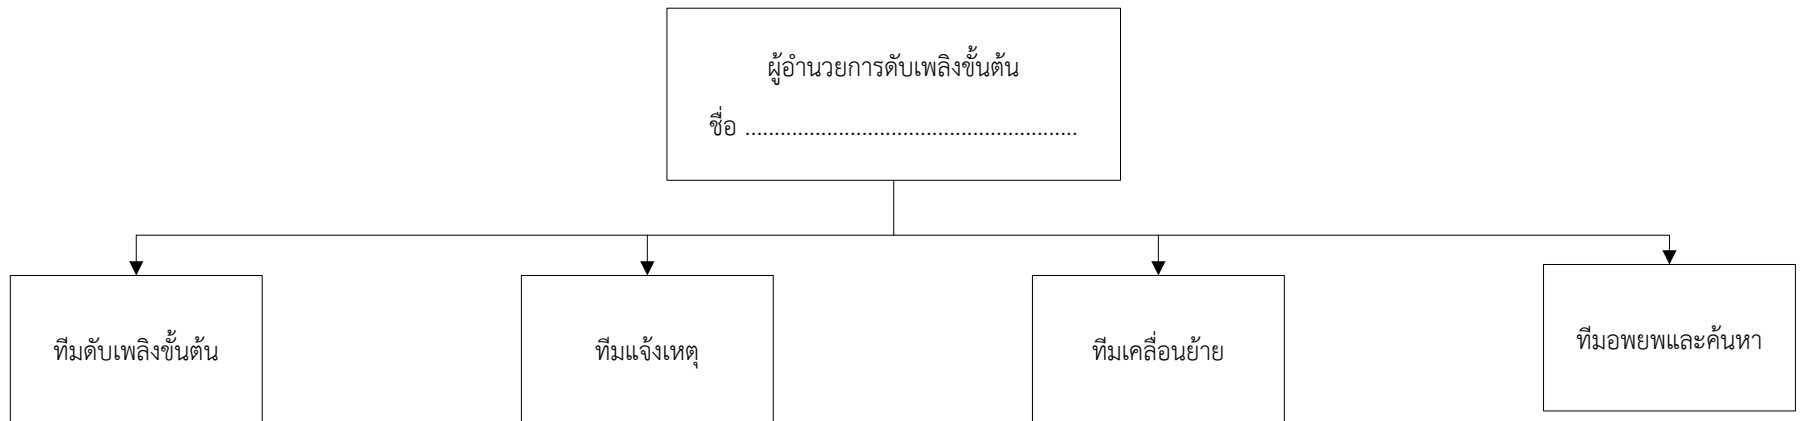 ผู้อำนวยการดับเพลิงขั้นต้น
ชื่อ .........................................................
ทีมดับเพลิงขั้นต้น
ทีมแจ้งเหตุ
ทีมเคลื่อนย้าย
ทีมอพยพและค้นหา